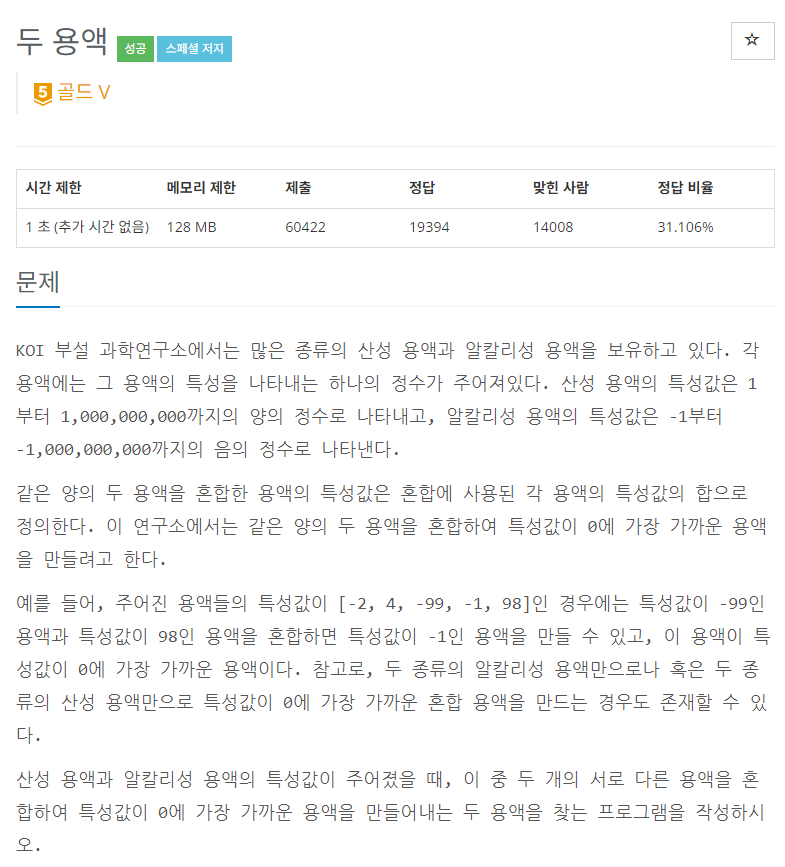 두 용액 성공 스페셜 저지
☆
5 골드 V
시간 제한 메모리 제한 제출 정답 맞힌 사람 정답 비율
1 초 (추가 시간 없음) 128 MB 60422 19394 14008 31.106%
문제
KOI 부설 과학연구소에서는 많은 종류의 산성 용액과 알칼리성 용액을 보유하고 있다. 각
용액에는 그 용액의 특성을 나타내는 하나의 정수가 주어져있다. 산성 용액의 특성값은 1
부터 1,000,000,000까지의 양의 정수로 나타내고, 알칼리성 용액의 특성값은 -1부터
-1,000,000,000까지의 음의 정수로 나타낸다.
같은 양의 두 용액을 혼합한 용액의 특성값은 혼합에 사용된 각 용액의 특성값의 합으로
정의한다. 이 연구소에서는 같은 양의 두 용액을 혼합하여 특성값이 0에 가장 가까운 용액
을 만들려고 한다.
예를 들어, 주어진 용액들의 특성값이 [-2, 4, -99, -1, 98]인 경우에는 특성값이 -99인
용액과 특성값이 98인 용액을 혼합하면 특성값이 -1인 용액을 만들 수 있고, 이 용액이 특
성값이 0에 가장 가까운 용액이다. 참고로, 두 종류의 알칼리성 용액만으로나 혹은 두 종
류의 산성 용액만으로 특성값이 0에 가장 가까운 혼합 용액을 만드는 경우도 존재할 수 있
다.
산성 용액과 알칼리성 용액의 특성값이 주어졌을 때, 이 중 두 개의 서로 다른 용액을 혼
합하여 특성값이 0에 가장 가까운 용액을 만들어내는 두 용액을 찾는 프로그램을 작성하시
오.